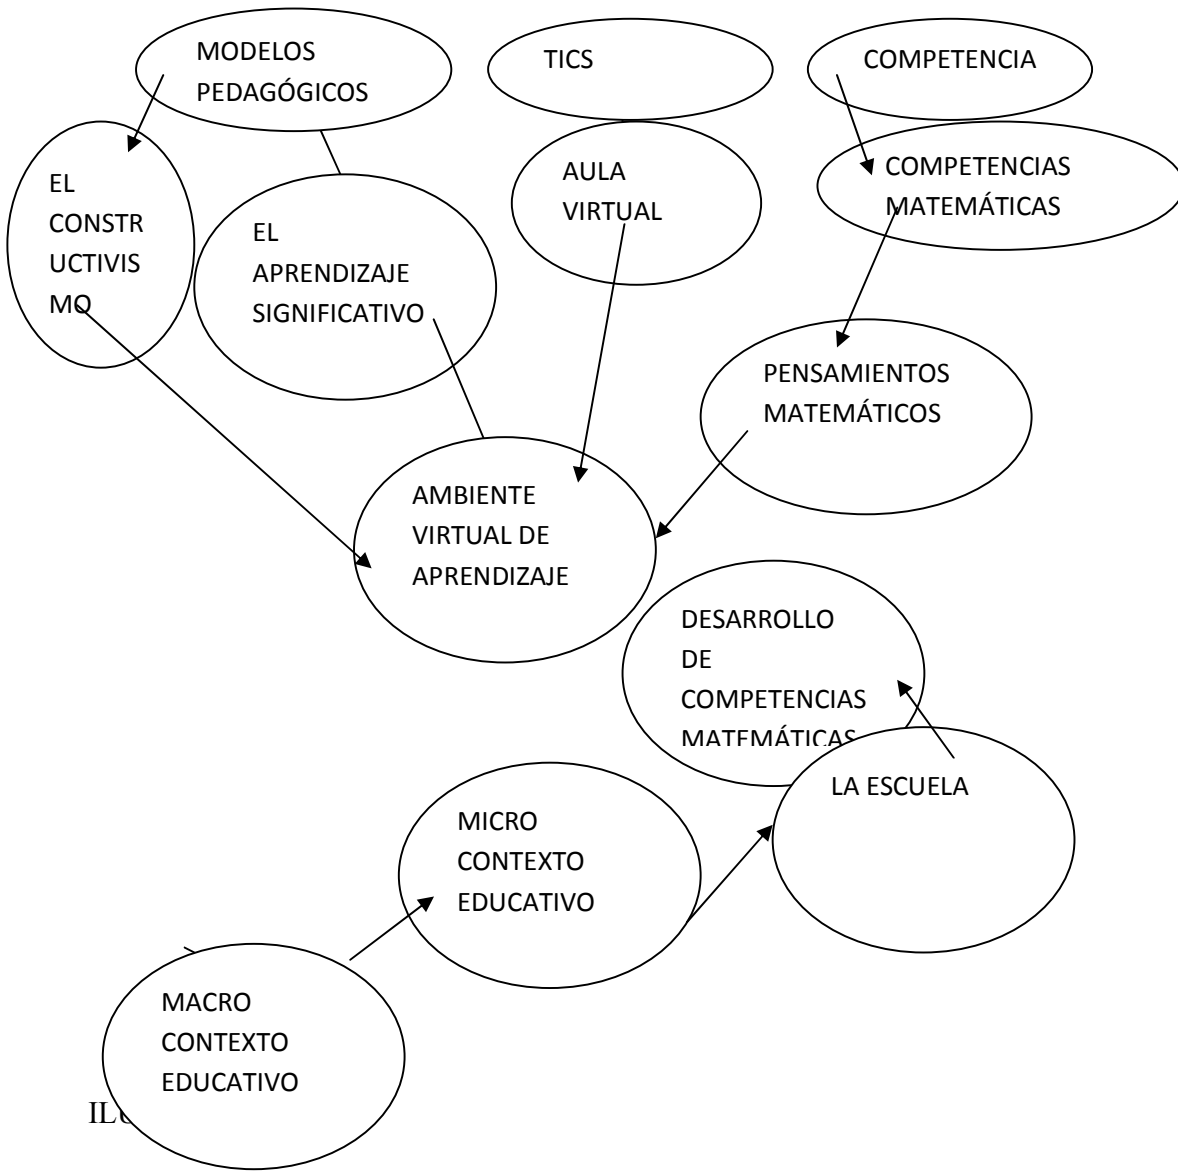 MODELOS
PEDAGÓGICOS
TICS
COMPETENCIA
EL
CONSTR
UCTIVIS
MO
EL
APRENDIZAJE
SIGNIFICATIVO
AULA
VIRTUAL
COMPETENCIAS
MATEMÁTICAS
PENSAMIENTOS
MATEMÁTICOS
AMBIENTE
VIRTUAL DE
APRENDIZAJE
DESARROLLO
DE
COMPETENCIAS
MATEMÁTICAS
LA ESCUELA
MICRO
CONTEXTO
EDUCATIVO
MACRO
CONTEXTO
EDUCATIVO